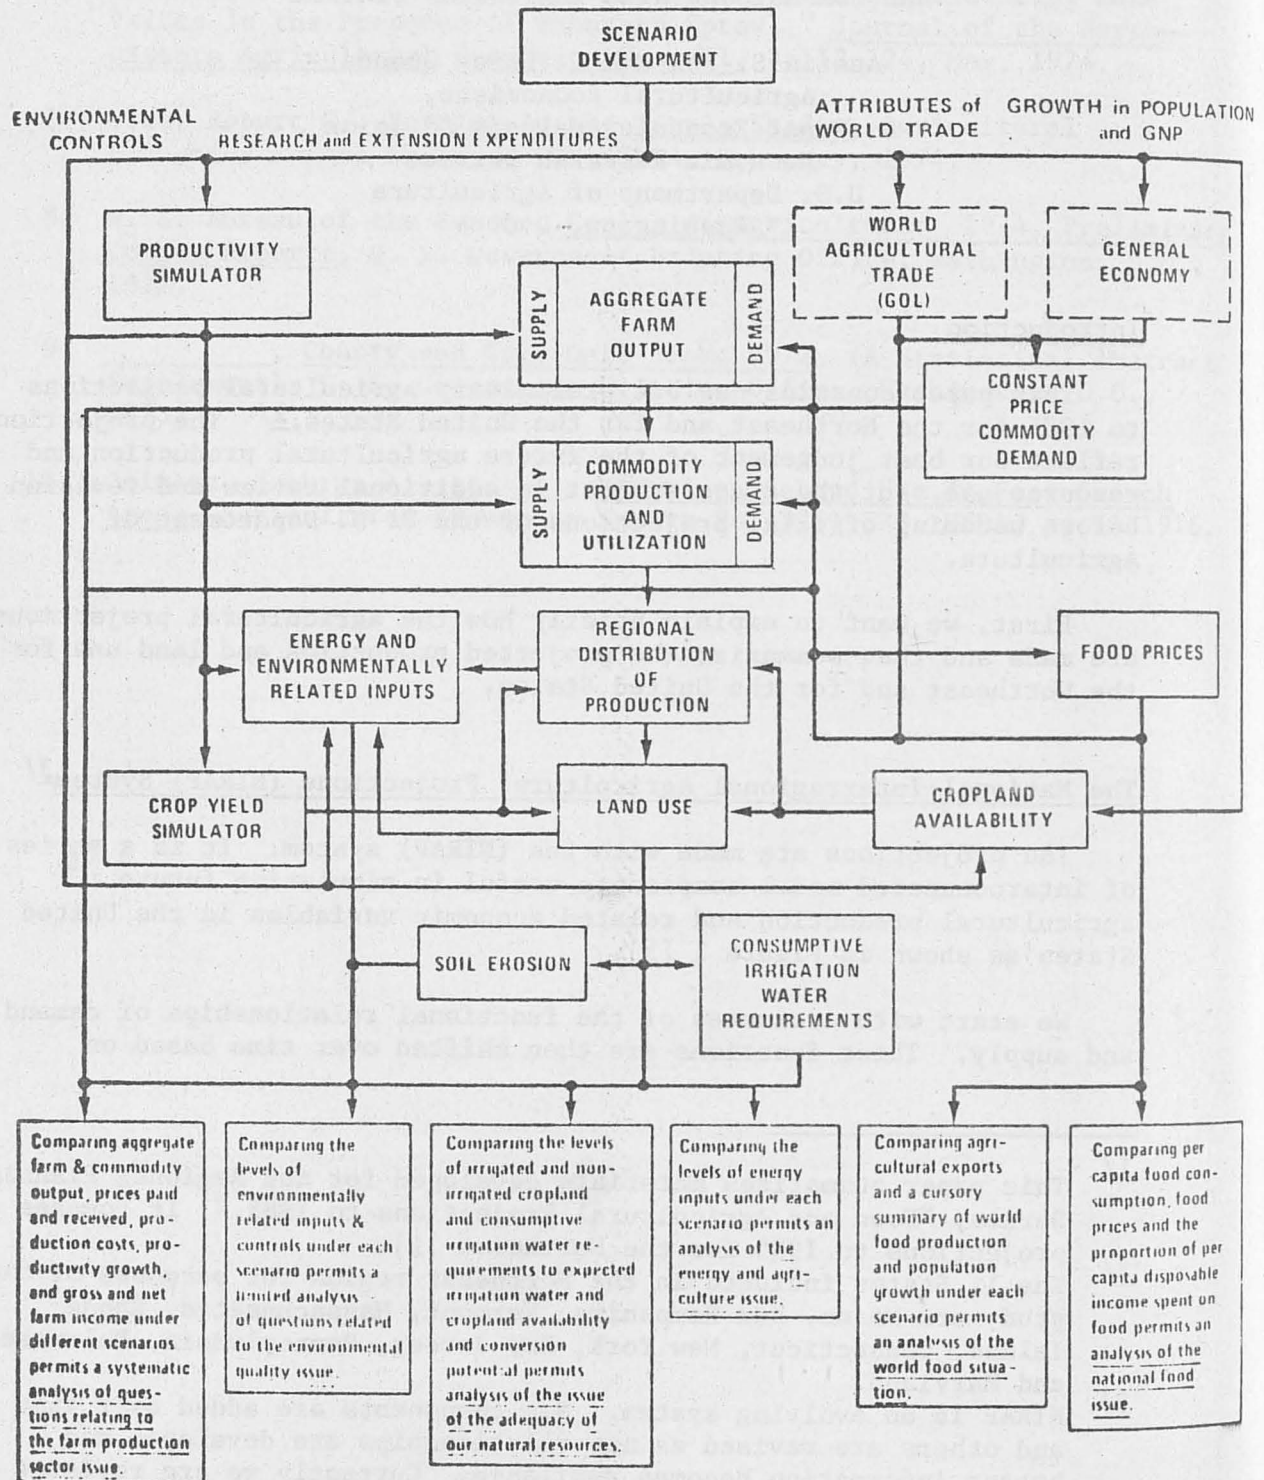 SCENARIO
DEVELOPMENT
ENVIRONMENTAL
CONTROLS
RESEARCH and EXTENSION EXPENDITURES
ATTRIBUTES of
WORLD TRADE
GROWTH in POPULATION
and GNP
PRODUCTIVITY
SIMULATOR
WORLD
AGRICULTURAL
TRADE
(GOL)
GENERAL
ECONOMY
SUPPLY
AGGREGATE
FARM
OUTPUT
DEMAND
CONSTANT
PRICE
COMMODITY
DEMAND
SUPPLY
COMMODITY
PRODUCTION
AND
UTILIZATION
DEMAND
ENERGY AND
ENVIRONMENTALLY
RELATED INPUTS
REGIONAL
DISTRIBUTION
OF
PRODUCTION
FOOD PRICES
CROP YIELD
SIMULATOR
LAND USE
CROPLAND
AVAILABILITY
SOIL EROSION
CONSUMPTIVE
IRRIGATION
WATER
REQUIREMENTS
Comparing aggregate
farm & commodity
output, prices paid
and received, pro-
duction costs, pro-
ductivity growth,
and gross and net
farm income under
different scenarios
permits a systematic
analysis of ques-
tions relating to
the farm production
sector issue.
Comparing the
levels of
environmentally
related inputs &
controls under each
scenario permits a
limited analysis
of questions related
to the environmental
quality issue.
Comparing the levels
of irrigated and non-
irrigated cropland
and consumptive
irrigation water re-
quirements to expected
irrigation water and
cropland availability
and conversion
potential permits
analysis of the issue
of the adequacy of
our natural resources.
Comparing the
levels of energy
inputs under each
scenario permits an
analysis of the
energy and agri-
culture issue.
Comparing agri-
cultural exports
and a cursory
summary of world
food production
and population
growth under each
scenario permits
an analysis of the
world food situa-
tion.
Comparing per
capita food con-
sumption, food
prices and the
proportion of per
capita disposable
income spent on
food permits an
analysis of the
national food
issue.